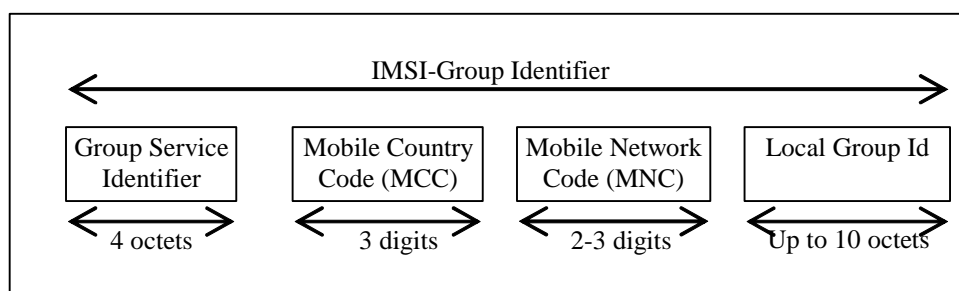 IMSI-Group Identifier
Group Service
Identifier
Mobile Country
Code (MCC)
Mobile Network
Code (MNC)
Local Group Id
4 octets
3 digits
2-3 digits
Up to 10 octets